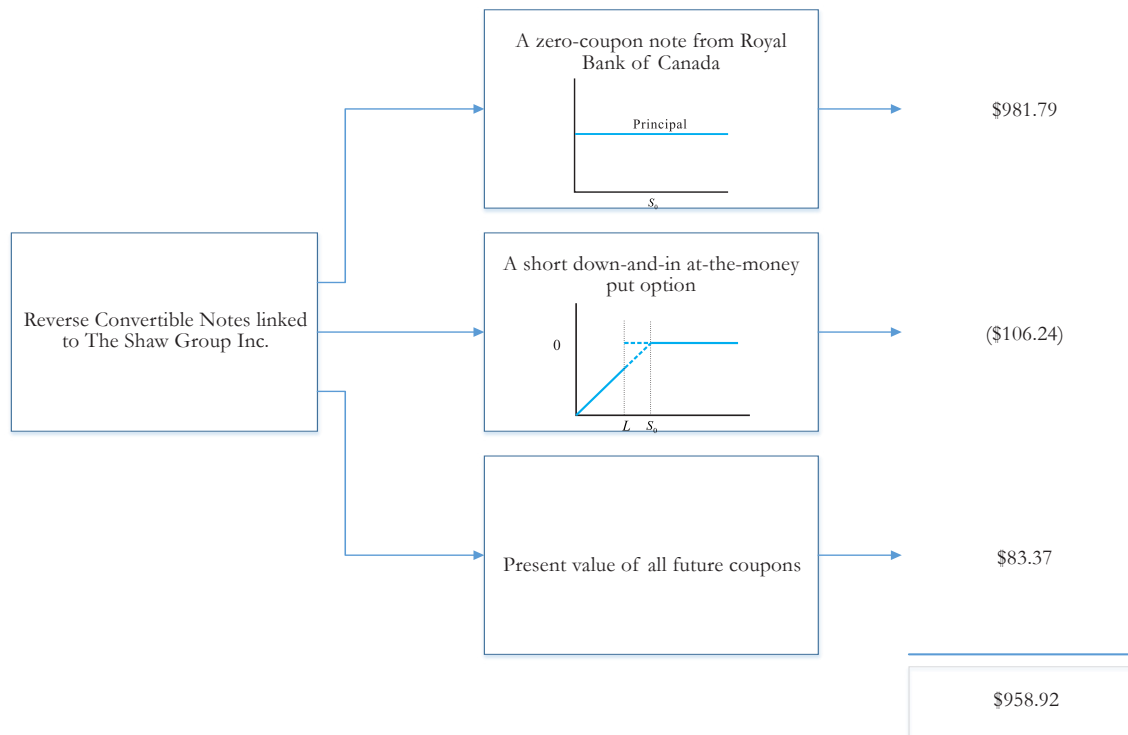 A zero-coupon note from Royal
Bank of Canada
Principal
S₀
$981.79
Reverse Convertible Notes linked
to The Shaw Group Inc.
A short down-and-in at-the-money
put option
0
L S₀
($106.24)
Present value of all future coupons
$83.37
$958.92